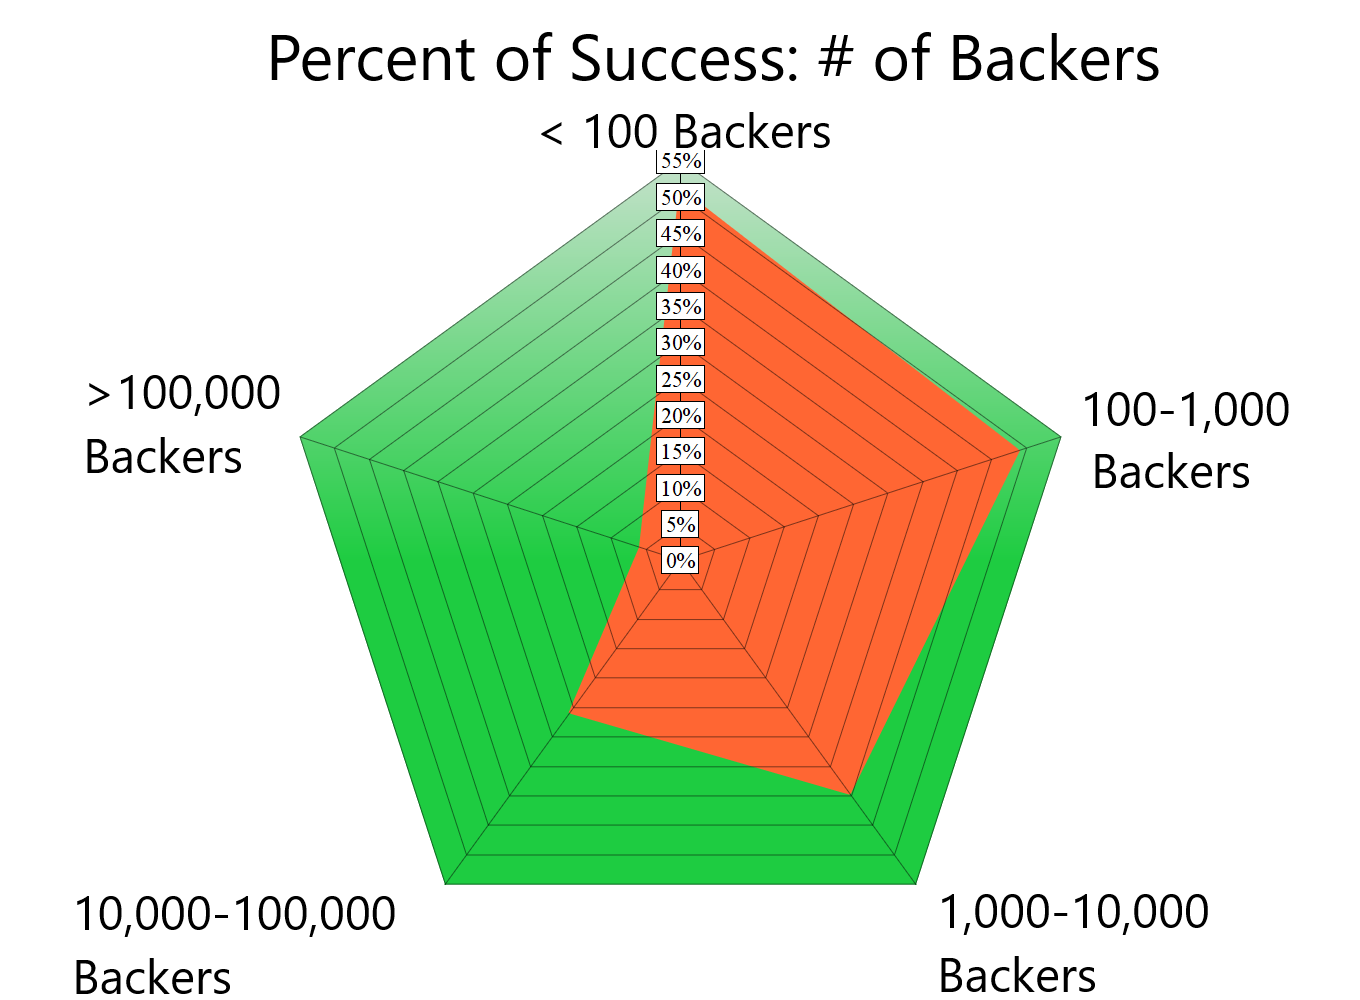 Percent of Success: # of Backers
< 100 Backers
55%
50%
45%
40%
35%
30%
25%
20%
15%
10%
5%
0%
>100,000
Backers
100-1,000
Backers
10,000-100,000
Backers
1,000-10,000
Backers